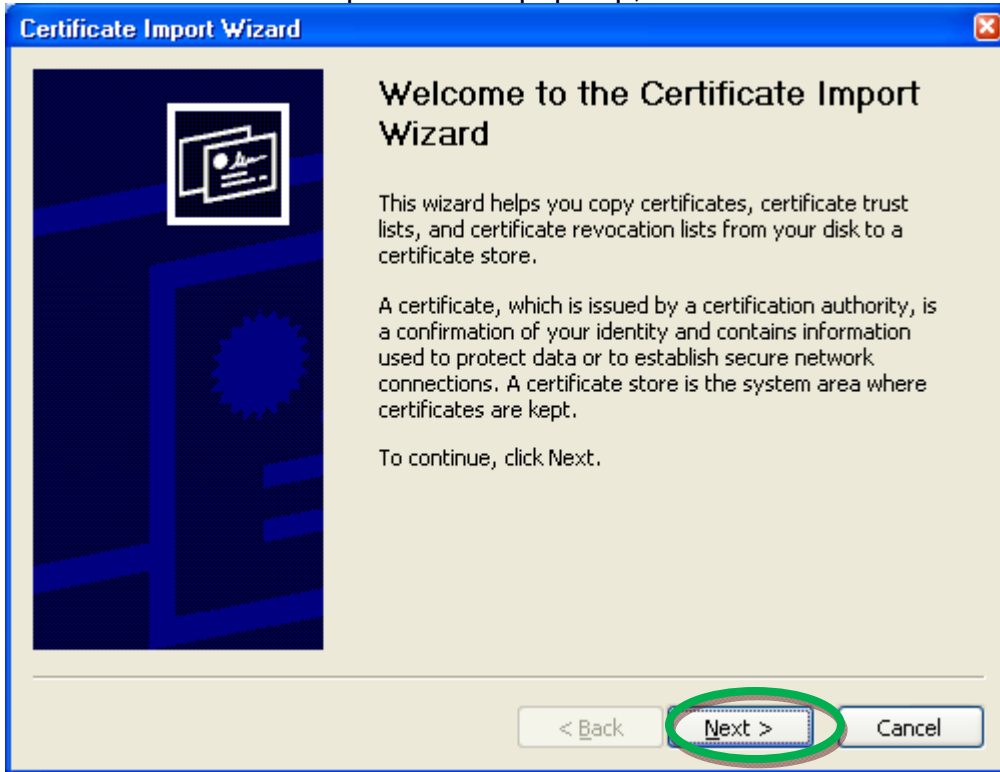 Certificate Import Wizard
Welcome to the Certificate Import
Wizard
This wizard helps you copy certificates, certificate trust
lists, and certificate revocation lists from your disk to a
certificate store.
A certificate, which is issued by a certification authority, is
a confirmation of your identity and contains information
used to protect data or to establish secure network
connections. A certificate store is the system area where
certificates are kept.
To continue, click Next.
< Back Next > Cancel